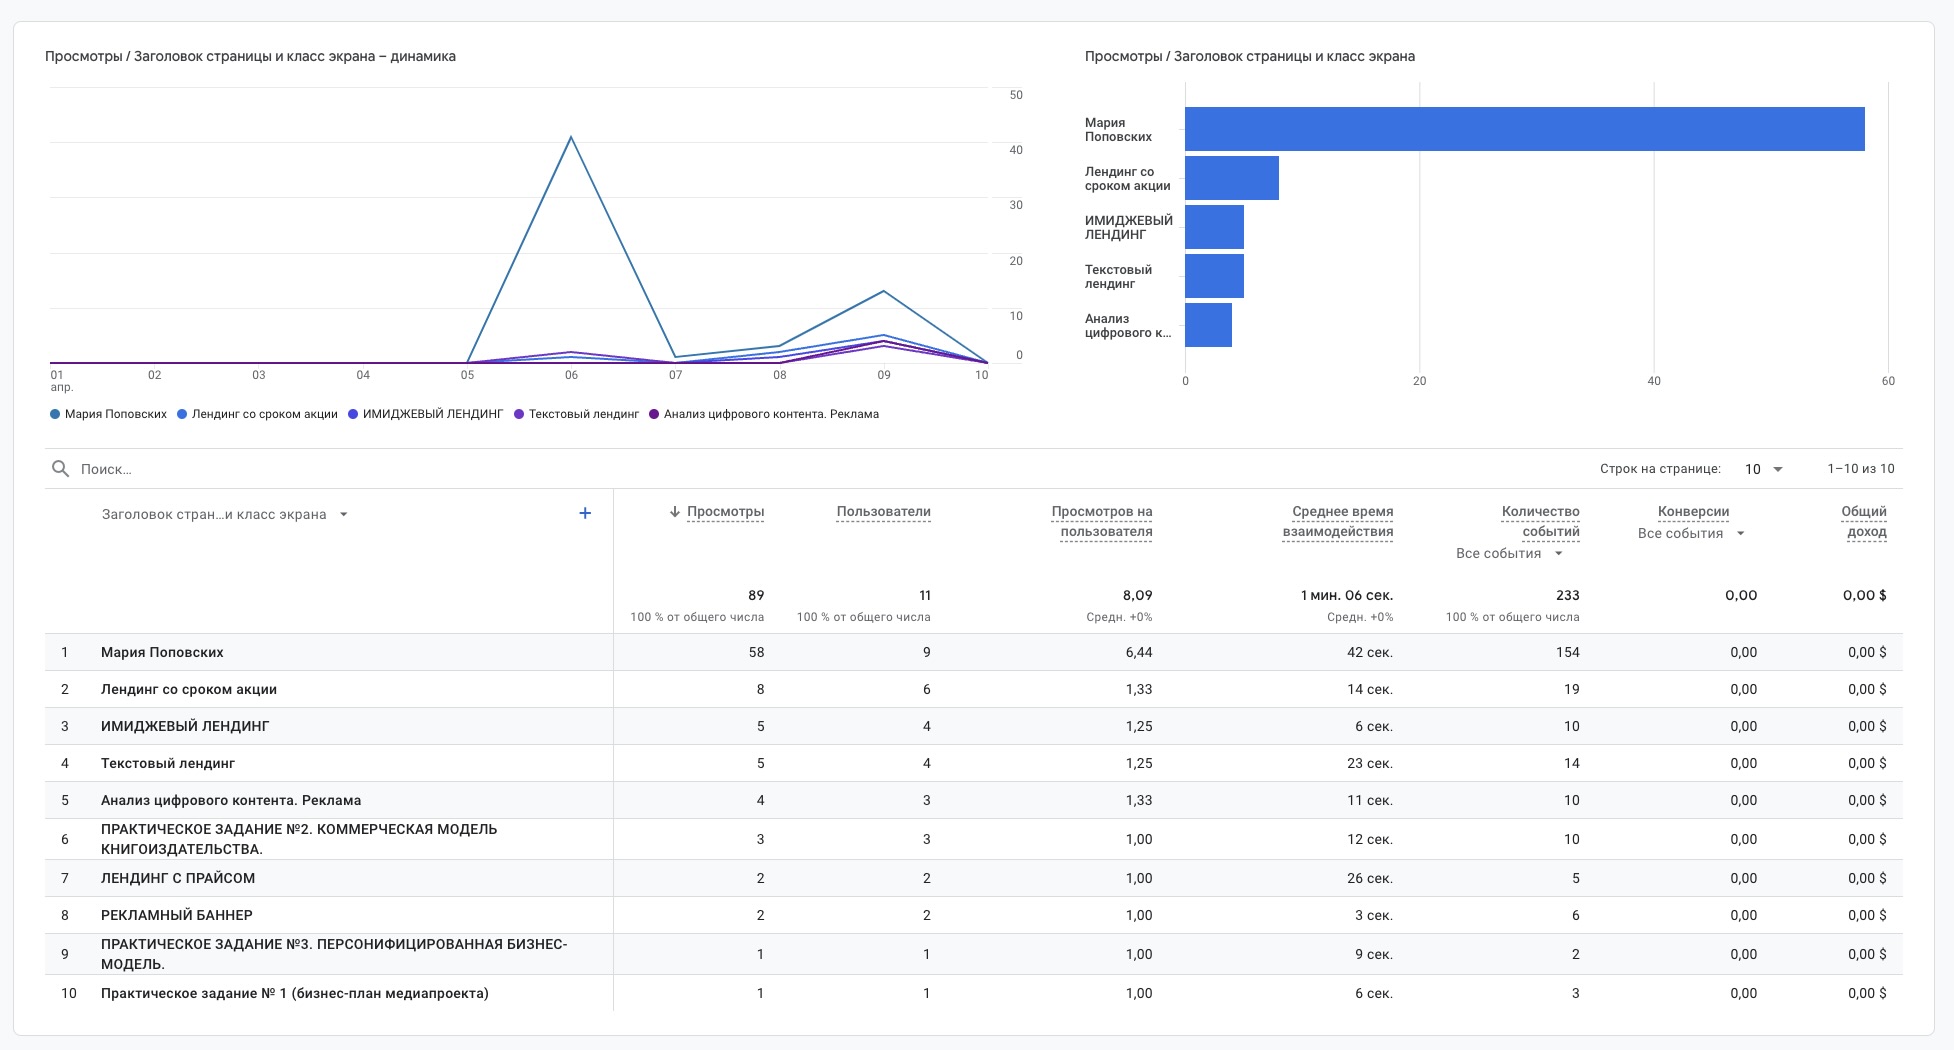 Просмотры / Заголовок страницы и класс экрана – динамика
50
40
30
20
10
0
01
апр.
02
03
04
05
06
07
08
09
10
Мария Поповских
Лендинг со сроком акции
ИМИДЖЕВЫЙ ЛЕНДИНГ
Текстовый лендинг
Анализ цифрового контента. Реклама
Просмотры / Заголовок страницы и класс экрана
Мария
Поповских
Лендинг со
сроком акции
ИМИДЖЕВЫЙ
ЛЕНДИНГ
Текстовый
лендинг
Анализ
цифрового к...
0
20
40
60
Поиск...
Строк на странице: 10
1–10 из 10
Заголовок стран...и класс экрана
+
↓ Просмотры
Пользователи
Просмотров на
пользователя
Среднее время
взаимодействия
Количество
событий
Все события
Конверсии
Все события
Общий
доход
89 11 8,09 1 мин. 06 сек. 233 0,00 0,00 $
100 % от общего числа 100 % от общего числа Средн. +0% Средн. +0% 100 % от общего числа
1 Мария Поповских 58 9 6,44 42 сек. 154 0,00 0,00 $
2 Лендинг со сроком акции 8 6 1,33 14 сек. 19 0,00 0,00 $
3 ИМИДЖЕВЫЙ ЛЕНДИНГ 5 4 1,25 6 сек. 10 0,00 0,00 $
4 Текстовый лендинг 5 4 1,25 23 сек. 14 0,00 0,00 $
5 Анализ цифрового контента. Реклама 4 3 1,33 11 сек. 10 0,00 0,00 $
6 ПРАКТИЧЕСКОЕ ЗАДАНИЕ №2. КОММЕРЧЕСКАЯ МОДЕЛЬ
КНИГОИЗДАТЕЛЬСТВА. 3 3 1,00 12 сек. 10 0,00 0,00 $
7 ЛЕНДИНГ С ПРАЙСОМ 2 2 1,00 26 сек. 5 0,00 0,00 $
8 РЕКЛАМНЫЙ БАННЕР 2 2 1,00 3 сек. 6 0,00 0,00 $
9 ПРАКТИЧЕСКОЕ ЗАДАНИЕ №3. ПЕРСОНИФИЦИРОВАННАЯ БИЗНЕС-
МОДЕЛЬ. 1 1 1,00 9 сек. 2 0,00 0,00 $
10 Практическое задание № 1 (бизнес-план медиапроекта) 1 1 1,00 6 сек. 3 0,00 0,00 $